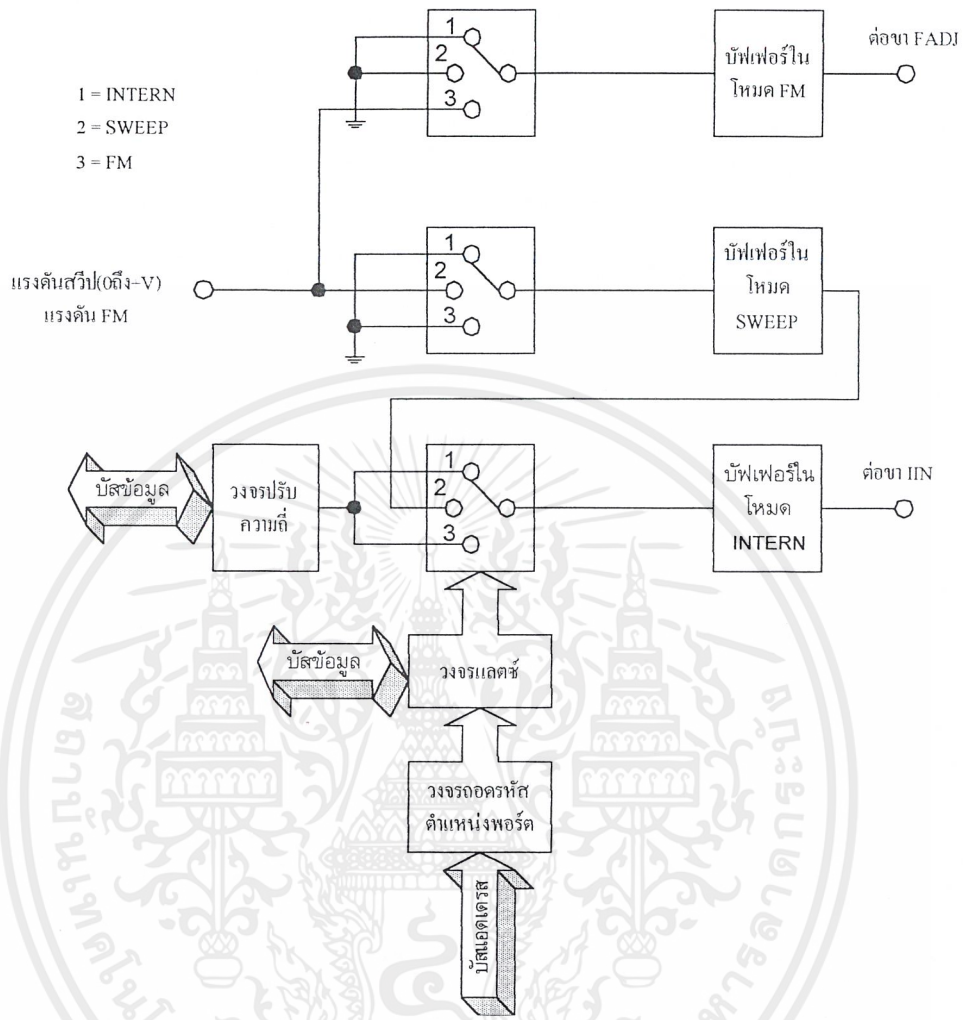 1
2
3
บัฟเฟอร์ใน
โหมด FM
ต่อขา FADJ
1 = INTERN
2 = SWEEP
3 = FM
แรงดันสวีป(0ถึง-V)
แรงดัน FM
1
2
3
บัฟเฟอร์ใน
โหมด
SWEEP
บัสข้อมูล
วงจรปรับ
ความถี่
1
2
3
บัฟเฟอร์ใน
โหมด
INTERN
ต่อขา IIN
บัสข้อมูล
วงจรแลตซ์
วงจรถอดรหัส
ตำแหน่งพอร์ต
บัสแอดเดรส